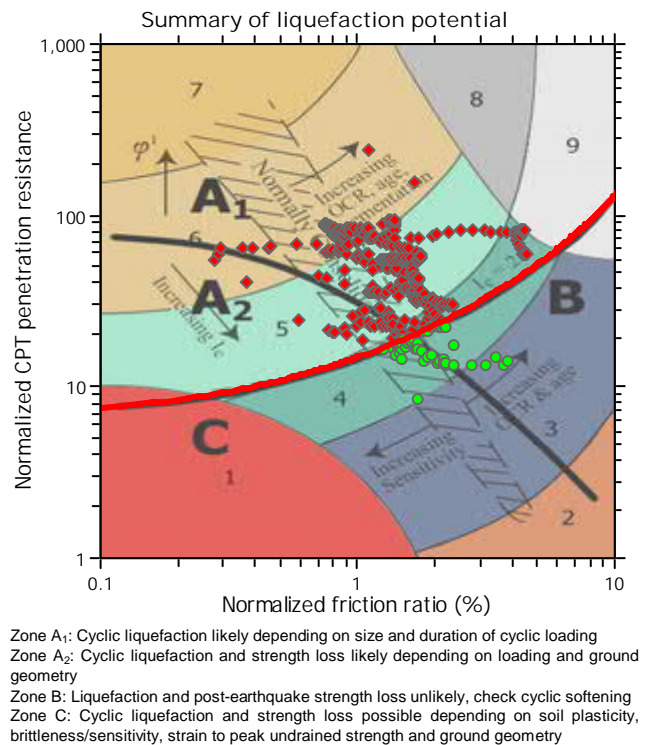 Summary of liquefaction potential
1,000
7
8
9
φ'
A1
Normally
Increasing
OCR, age,
100
6
A2
Increasing Ic
5
B
Normalized CPT penetration resistance
10
4
Increasing
OCR & age
C
3
Increasing
Sensitivity
1
2
1
0.1
1
10
Normalized friction ratio (%)
Zone A1: Cyclic liquefaction likely depending on size and duration of cyclic loading
Zone A2: Cyclic liquefaction and strength loss likely depending on loading and ground
geometry
Zone B: Liquefaction and post-earthquake strength loss unlikely, check cyclic softening
Zone C: Cyclic liquefaction and strength loss possible depending on soil plasticity,
brittleness/sensitivity, strain to peak undrained strength and ground geometry